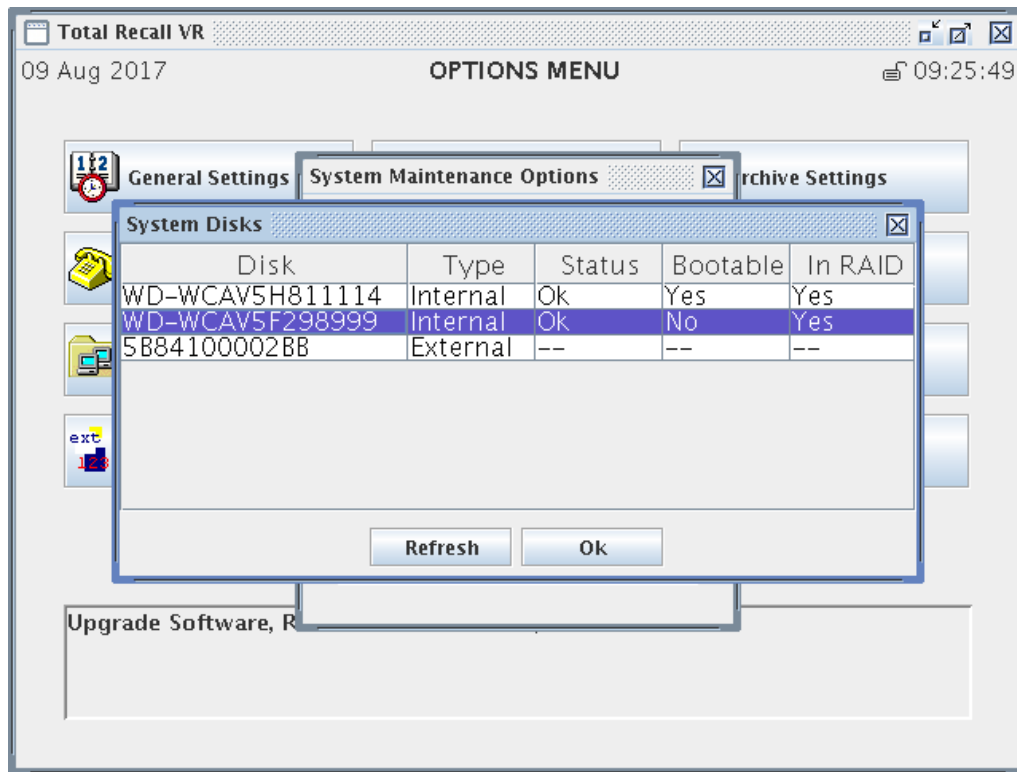 Total Recall VR
09 Aug 2017 OPTIONS MENU 09:25:49
General Settings System Maintenance Options rchive Settings
System Disks
Disk Type Status Bootable In RAID
WD-WCAV5H811114 Internal Ok Yes Yes
WD-WCAV5F298999 Internal Ok No Yes
5B84100002BB External -- -- --
ext
123
Refresh Ok
Upgrade Software, R